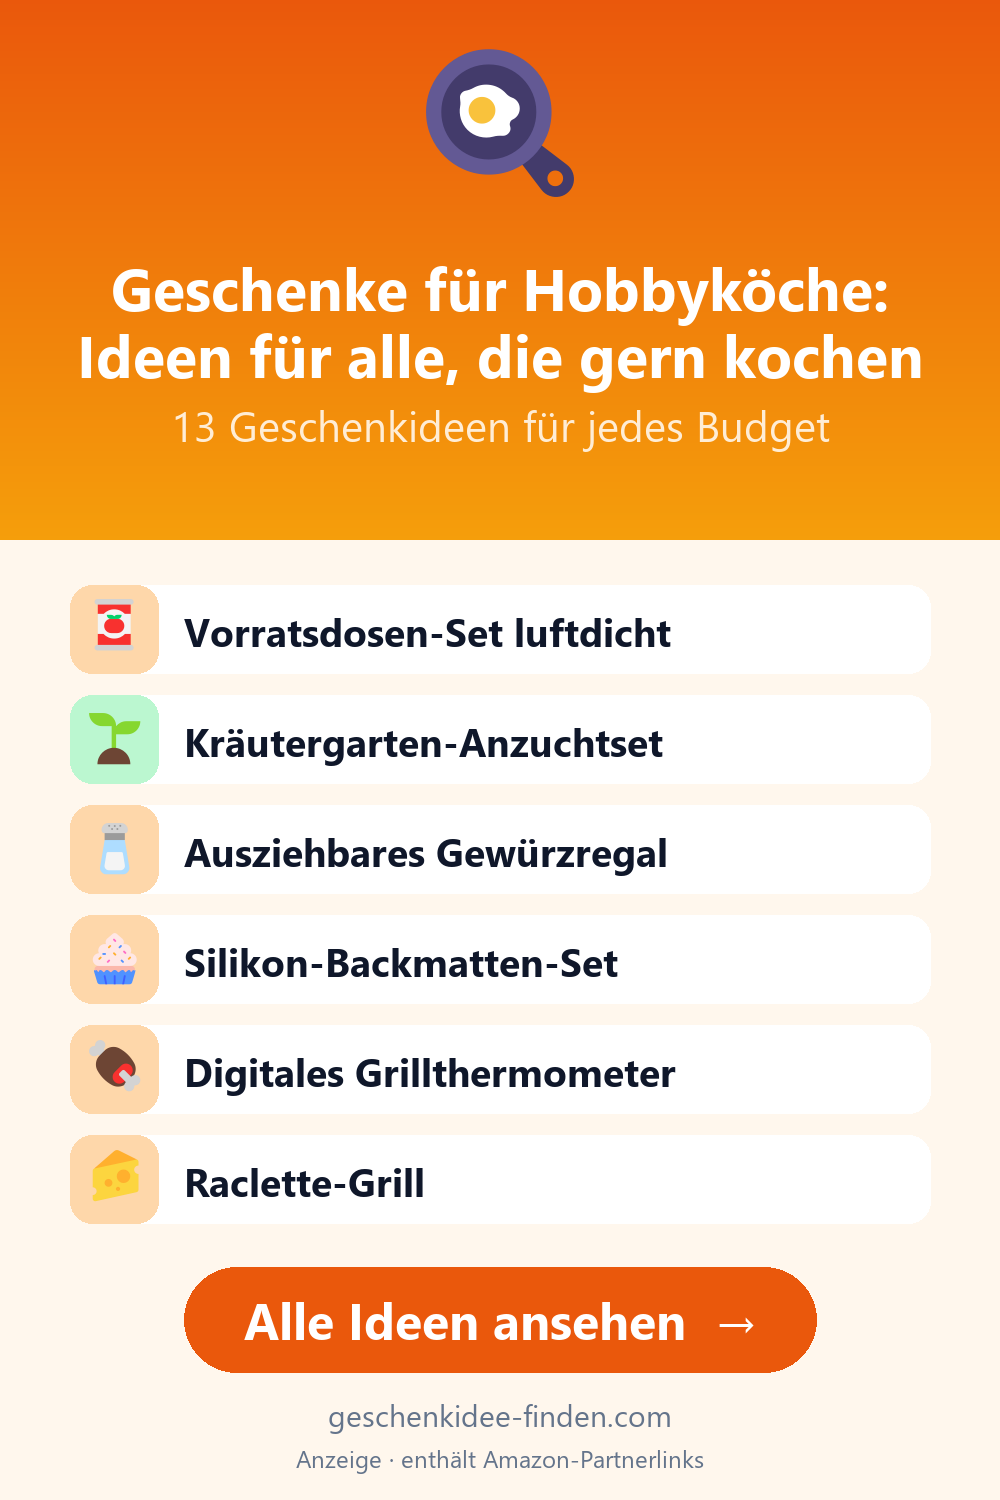 Geschenke für Hobbyköche:
Ideen für alle, die gern kochen
13 Geschenkideen für jedes Budget
Vorratsdosen-Set luftdicht
Kräutergarten-Anzuchtset
Ausziehbares Gewürzregal
Silikon-Backmatten-Set
Digitales Grillthermometer
Raclette-Grill
Alle Ideen ansehen →
geschenkidee-finden.com
Anzeige · enthält Amazon-Partnerlinks